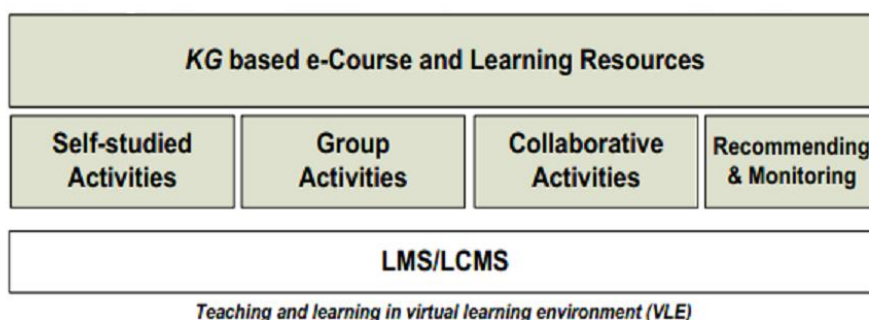 KG based e-Course and Learning Resources
Self-studied
Activities
Group
Activities
Collaborative
Activities
Recommending
& Monitoring
LMS/LCMS
Teaching and learning in virtual learning environment (VLE)